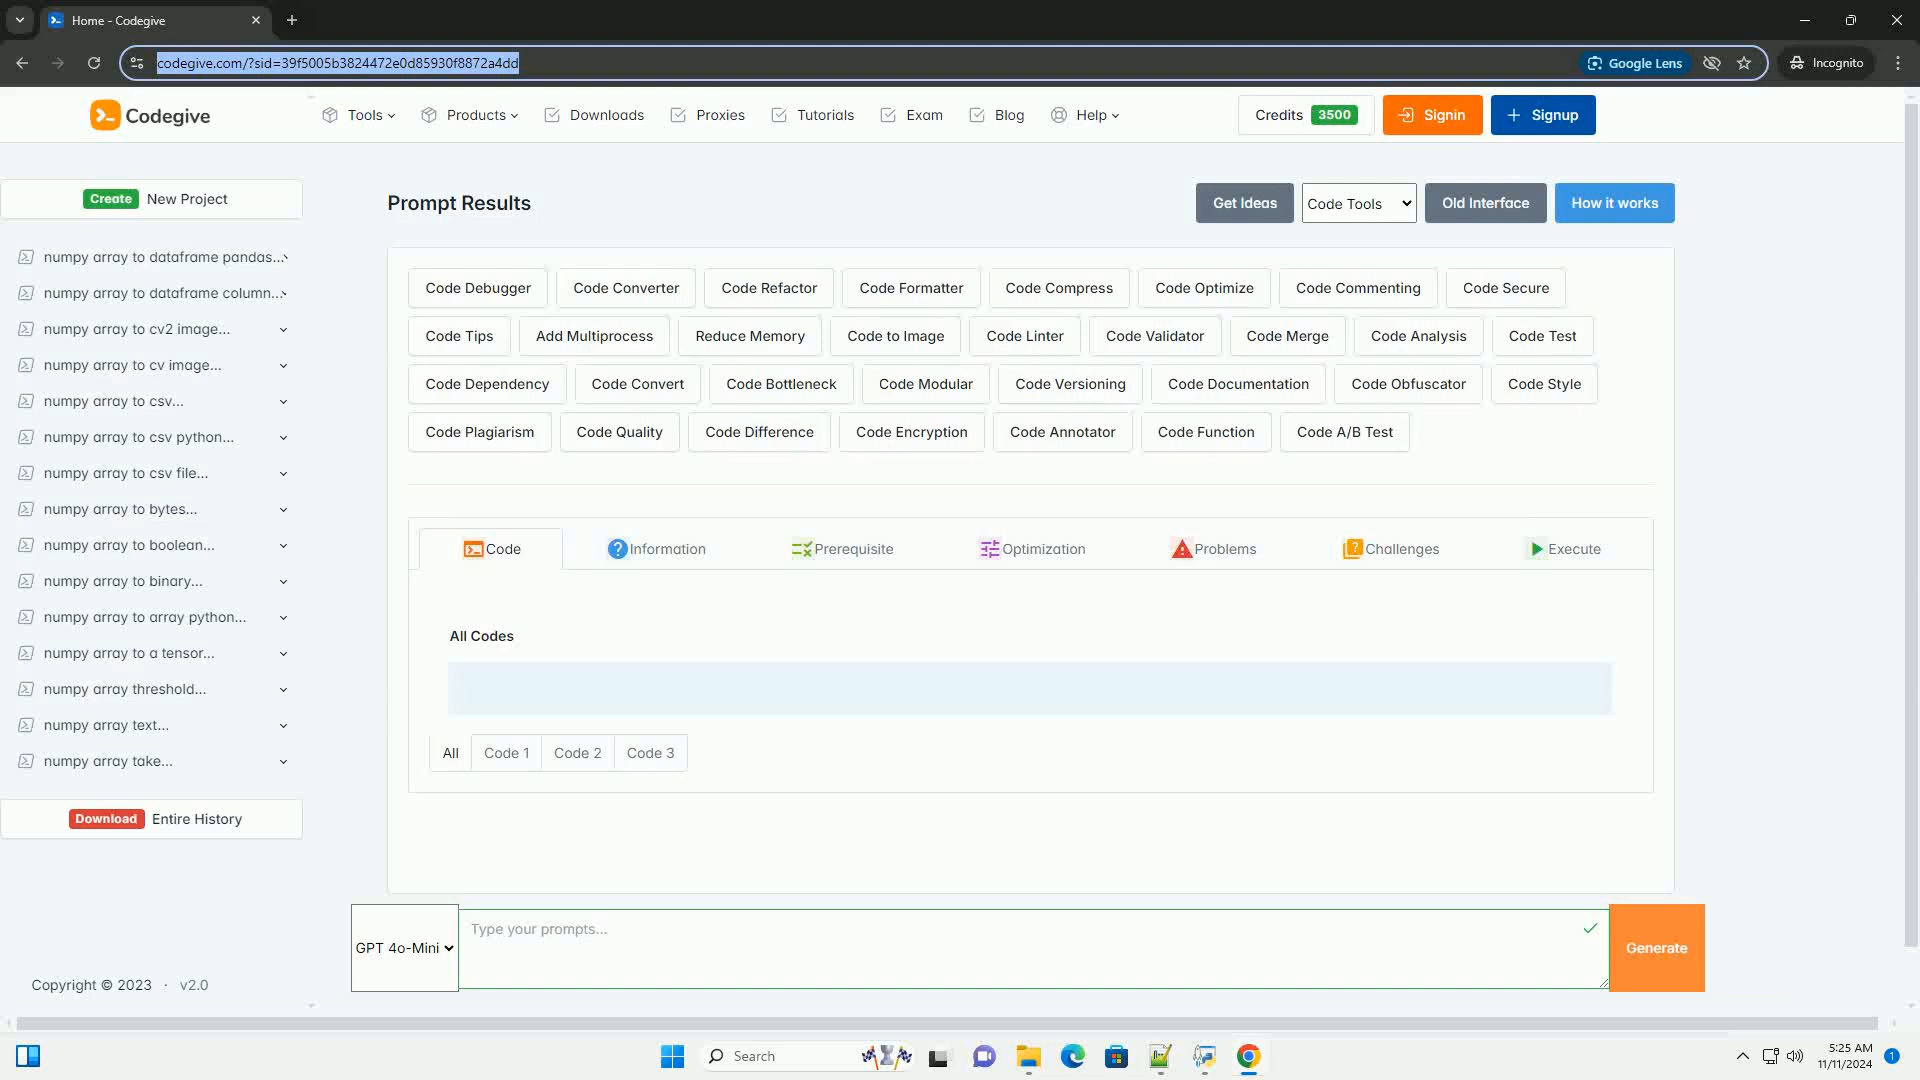 Home - Codegive
codegive.com/?sid=39f5005b3824472e0d85930f8872a4dd
Google Lens
Incognito
Codegive
Tools
Products
Downloads
Proxies
Tutorials
Exam
Blog
Help
Credits 3500
Signin
Signup
Create New Project
numpy array to dataframe pandas...
numpy array to dataframe column...
numpy array to cv2 image...
numpy array to cv image...
numpy array to csv...
numpy array to csv python...
numpy array to csv file...
numpy array to bytes...
numpy array to boolean...
numpy array to binary...
numpy array to array python...
numpy array to a tensor...
numpy array threshold...
numpy array text...
numpy array take...
Download Entire History
Copyright © 2023 · v2.0
Prompt Results
Get Ideas
Code Tools
Old Interface
How it works
Code Debugger
Code Converter
Code Refactor
Code Formatter
Code Compress
Code Optimize
Code Commenting
Code Secure
Code Tips
Add Multiprocess
Reduce Memory
Code to Image
Code Linter
Code Validator
Code Merge
Code Analysis
Code Test
Code Dependency
Code Convert
Code Bottleneck
Code Modular
Code Versioning
Code Documentation
Code Obfuscator
Code Style
Code Plagiarism
Code Quality
Code Difference
Code Encryption
Code Annotator
Code Function
Code A/B Test
Code
Information
Prerequisite
Optimization
Problems
Challenges
Execute
All Codes
All
Code 1
Code 2
Code 3
GPT 4o-Mini
Type your prompts...
Generate
Search
5:25 AM
11/11/2024
1